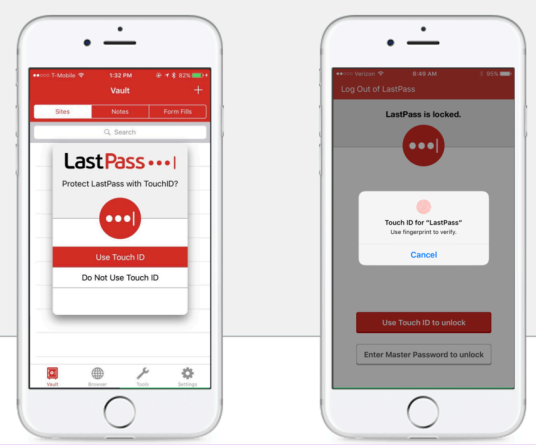 T-Mobile 1:32 PM 82%
Vault +
Sites Notes Form Fills
Search
LastPass •••|
Protect LastPass with TouchID?
•••|
Use Touch ID
Do Not Use Touch ID
Vault Browser Tools Settings
Verizon 8:49 AM 95%
Log Out of LastPass
LastPass is locked.
•••|
Touch ID for “LastPass”
Use fingerprint to verify.
Cancel
Use Touch ID to unlock
Enter Master Password to unlock